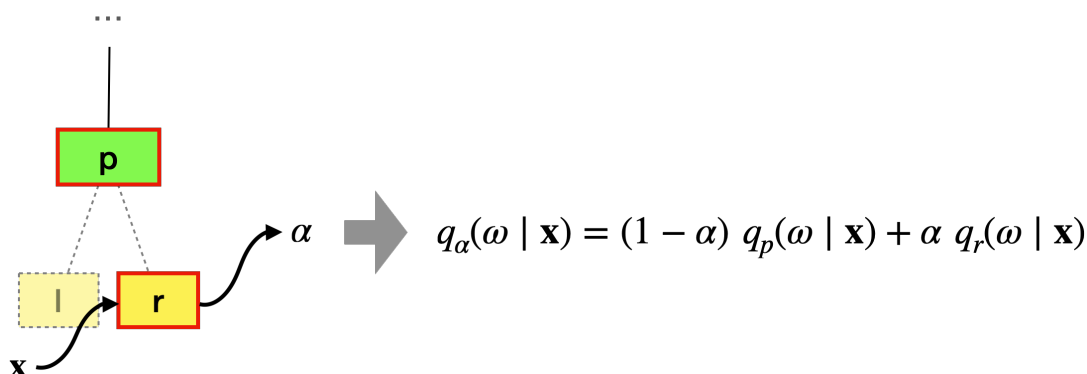 ...
p
α
q_α(ω | x) = (1 − α) q_p(ω | x) + α q_r(ω | x)
l
r
x